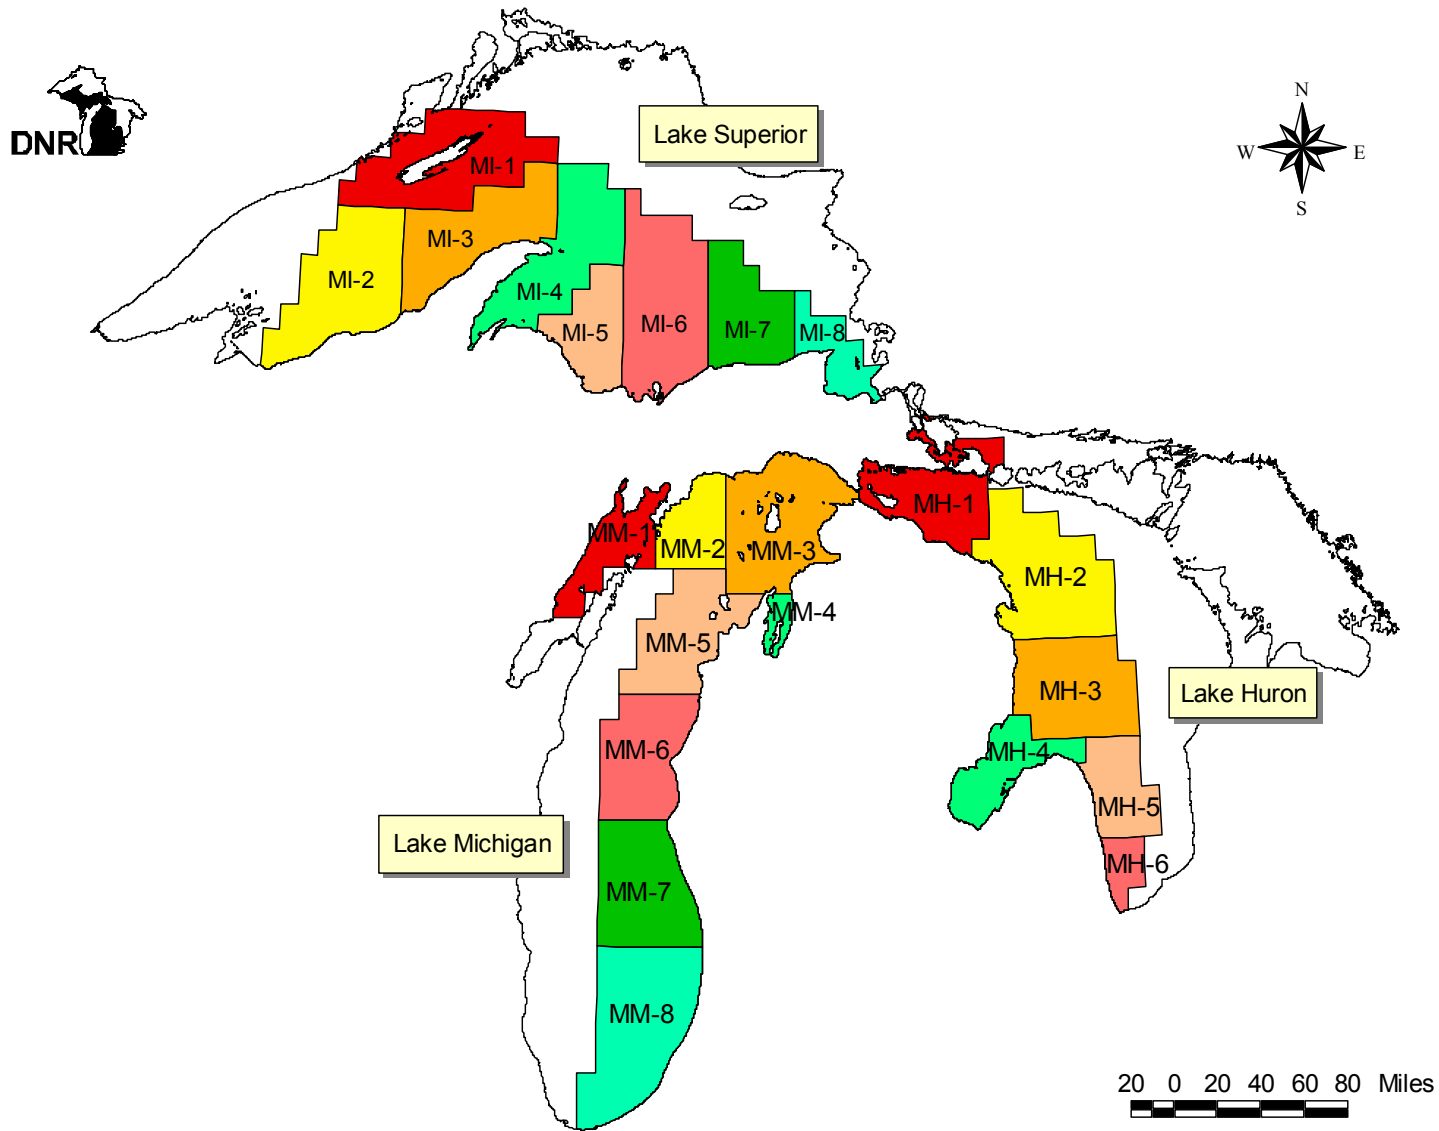 N
Lake Superior
DNR
W
E
MI-1
S
MI-3
MI-2
MI-4
MI-6
MI-7
MI-8
MI-5
MH-1
MM-1
MM-2
MM-3
MH-2
MM-4
MM-5
MH-3
Lake Huron
MM-6
MH-4
MH-5
Lake Michigan
MH-6
MM-7
MM-8
20 0 20 40 60 80 Miles